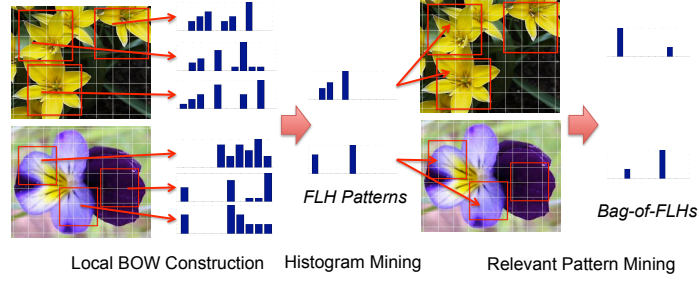 FLH Patterns
Bag-of-FLHs
Local BOW Construction
Histogram Mining
Relevant Pattern Mining